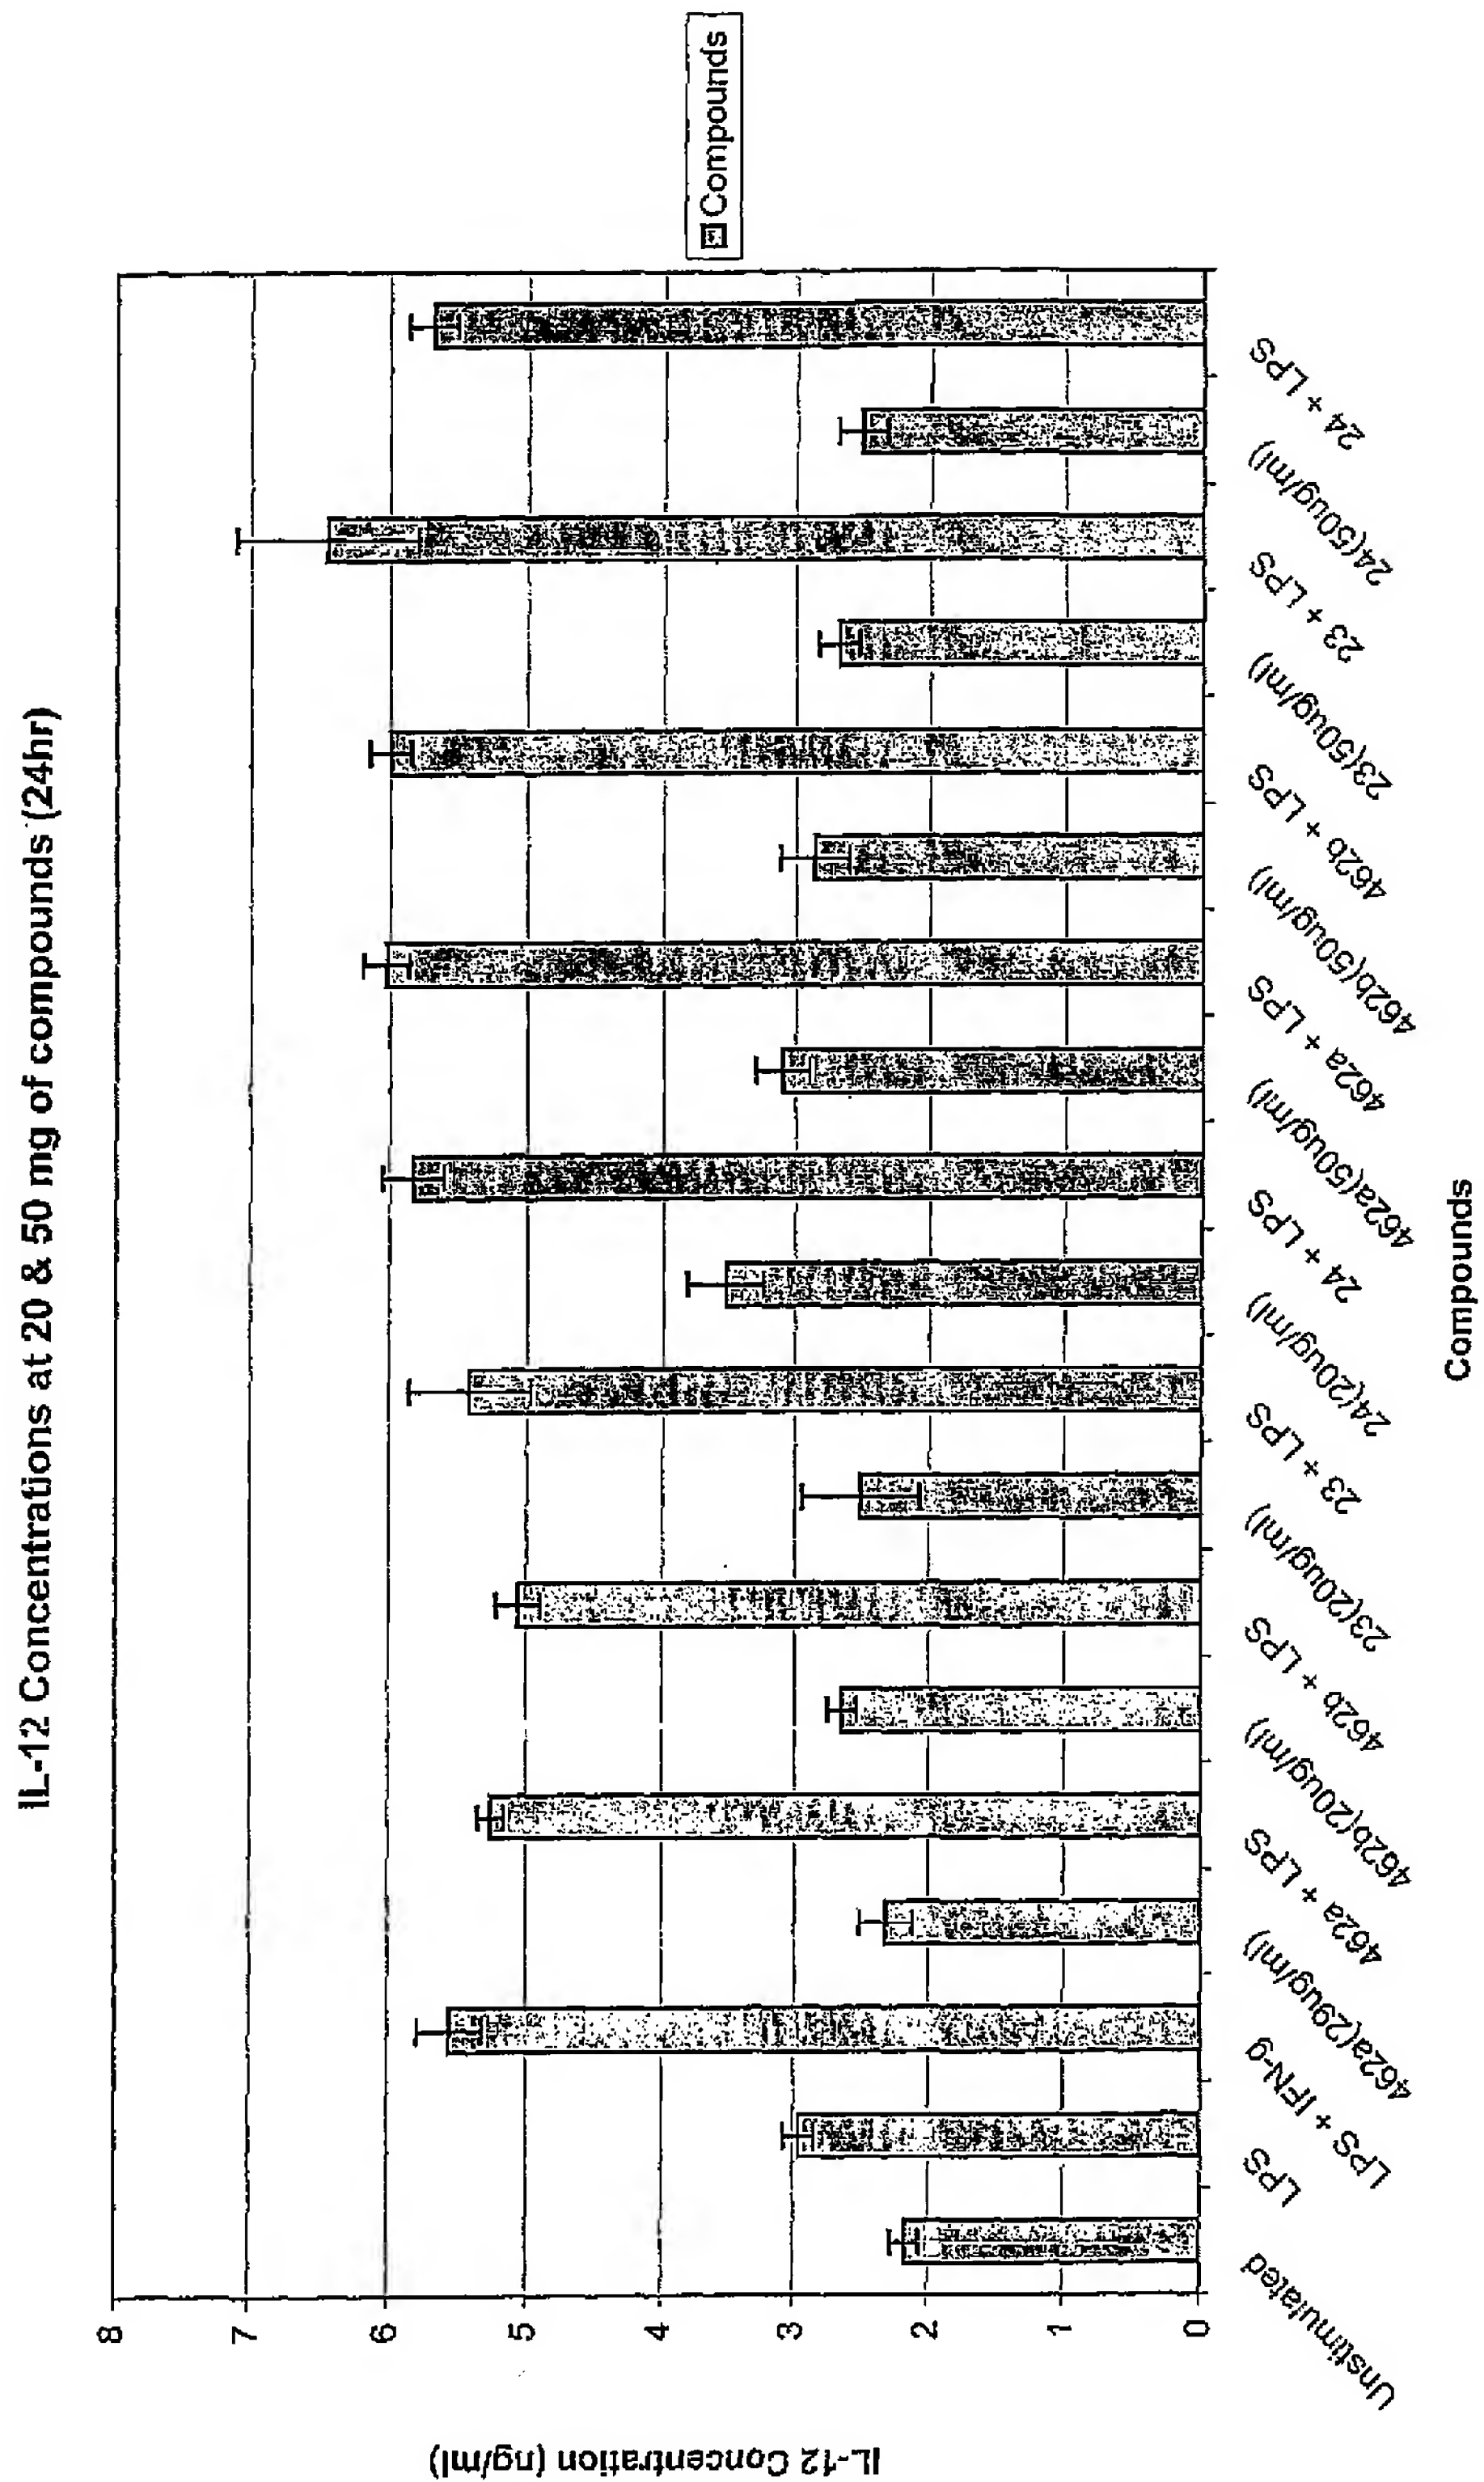 IL-12 Concentrations at 20 & 50 mg of compounds (24hr)
IL-12 Concentration (ng/ml)
8
7
6
5
4
3
2
1
0
Unstimulated
LPS
LPS + IFN-g
462a(29ug/ml)
462a + LPS
462b(20ug/ml)
462b + LPS
23(20ug/ml)
23 + LPS
24(20ug/ml)
24 + LPS
462a(50ug/ml)
462a + LPS
462b(50ug/ml)
462b + LPS
23(50ug/ml)
23 + LPS
24(50ug/ml)
24 + LPS
Compounds
Compounds